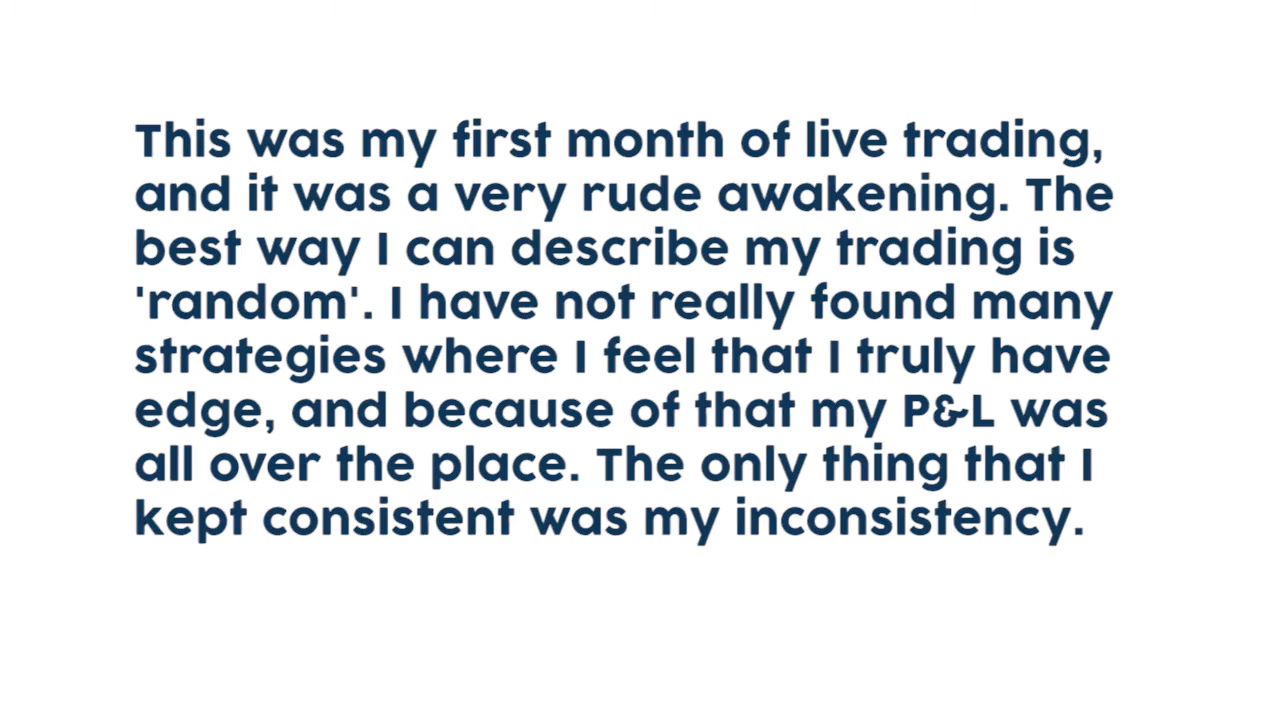 This was my first month of live trading,
and it was a very rude awakening. The
best way I can describe my trading is
'random'. I have not really found many
strategies where I feel that I truly have
edge, and because of that my P&L was
all over the place. The only thing that I
kept consistent was my inconsistency.